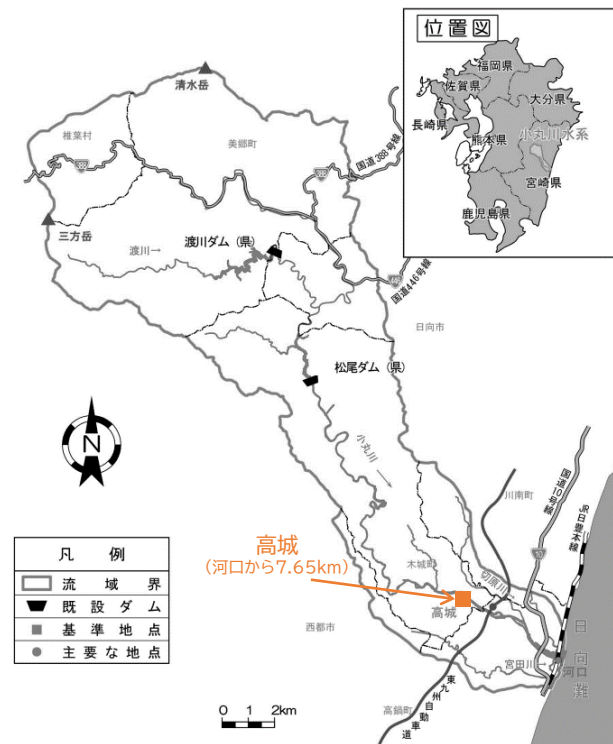 位置図
福岡県
佐賀県
大分県
長崎県
熊本県
小丸川水系
宮崎県
鹿児島県
清水岳
椎葉村
美郷町
国道388号線
三方岳
渡川→
渡川ダム（県）
国道446号線
日向市
松尾ダム（県）
N
小丸川
国道10号線
JR日豊本線
川南町
高城
（河口から7.65km）
木城町
切原川→
10
高城
日向灘
西都市
宮田川→
河口
東九州自動車道
高鍋町
凡例
流域界
既設ダム
基準地点
主要な地点
0 1 2km